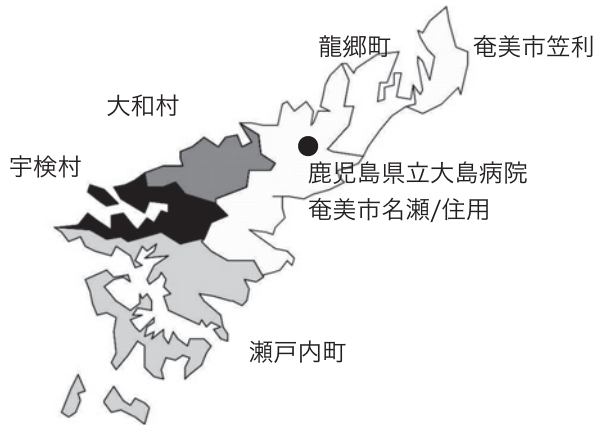 龍郷町
奄美市笠利
大和村
宇検村
鹿児島県立大島病院
奄美市名瀬/住用
瀬戸内町